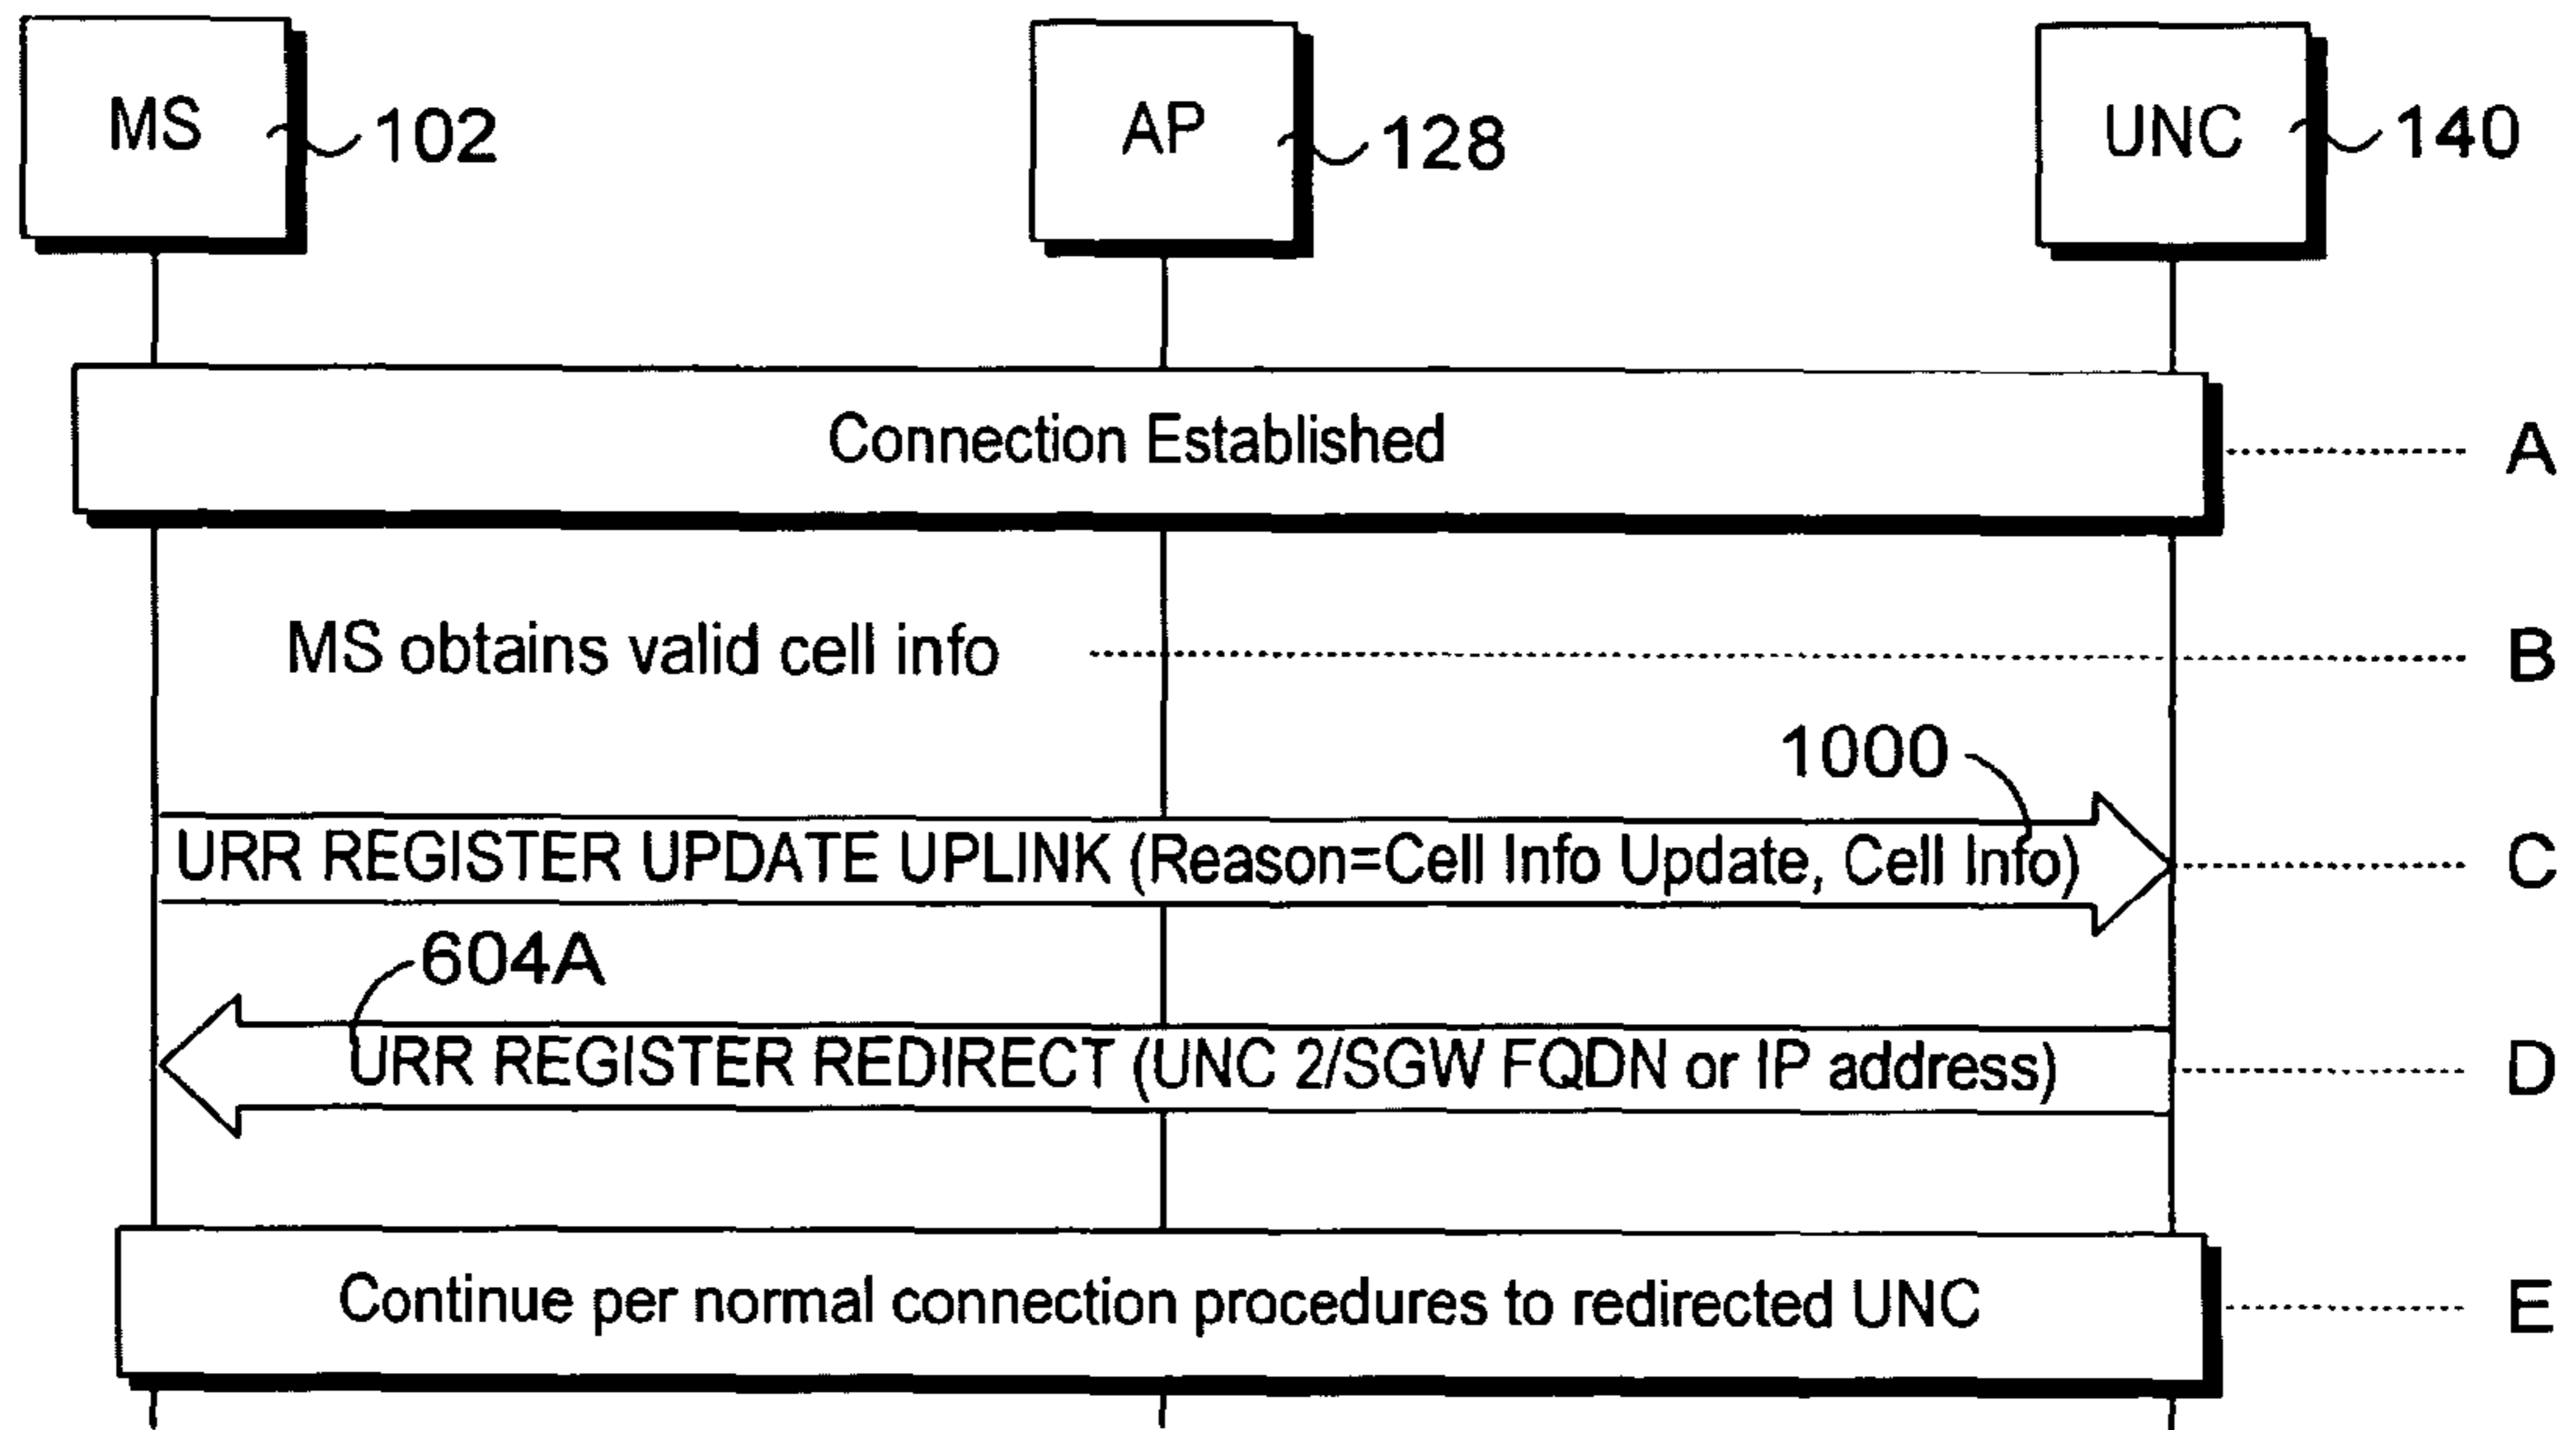 MS 102
AP 128
UNC 140
Connection Established A
MS obtains valid cell info B
1000
URR REGISTER UPDATE UPLINK (Reason=Cell Info Update, Cell Info) C
604A
URR REGISTER REDIRECT (UNC 2/SGW FQDN or IP address) D
Continue per normal connection procedures to redirected UNC E